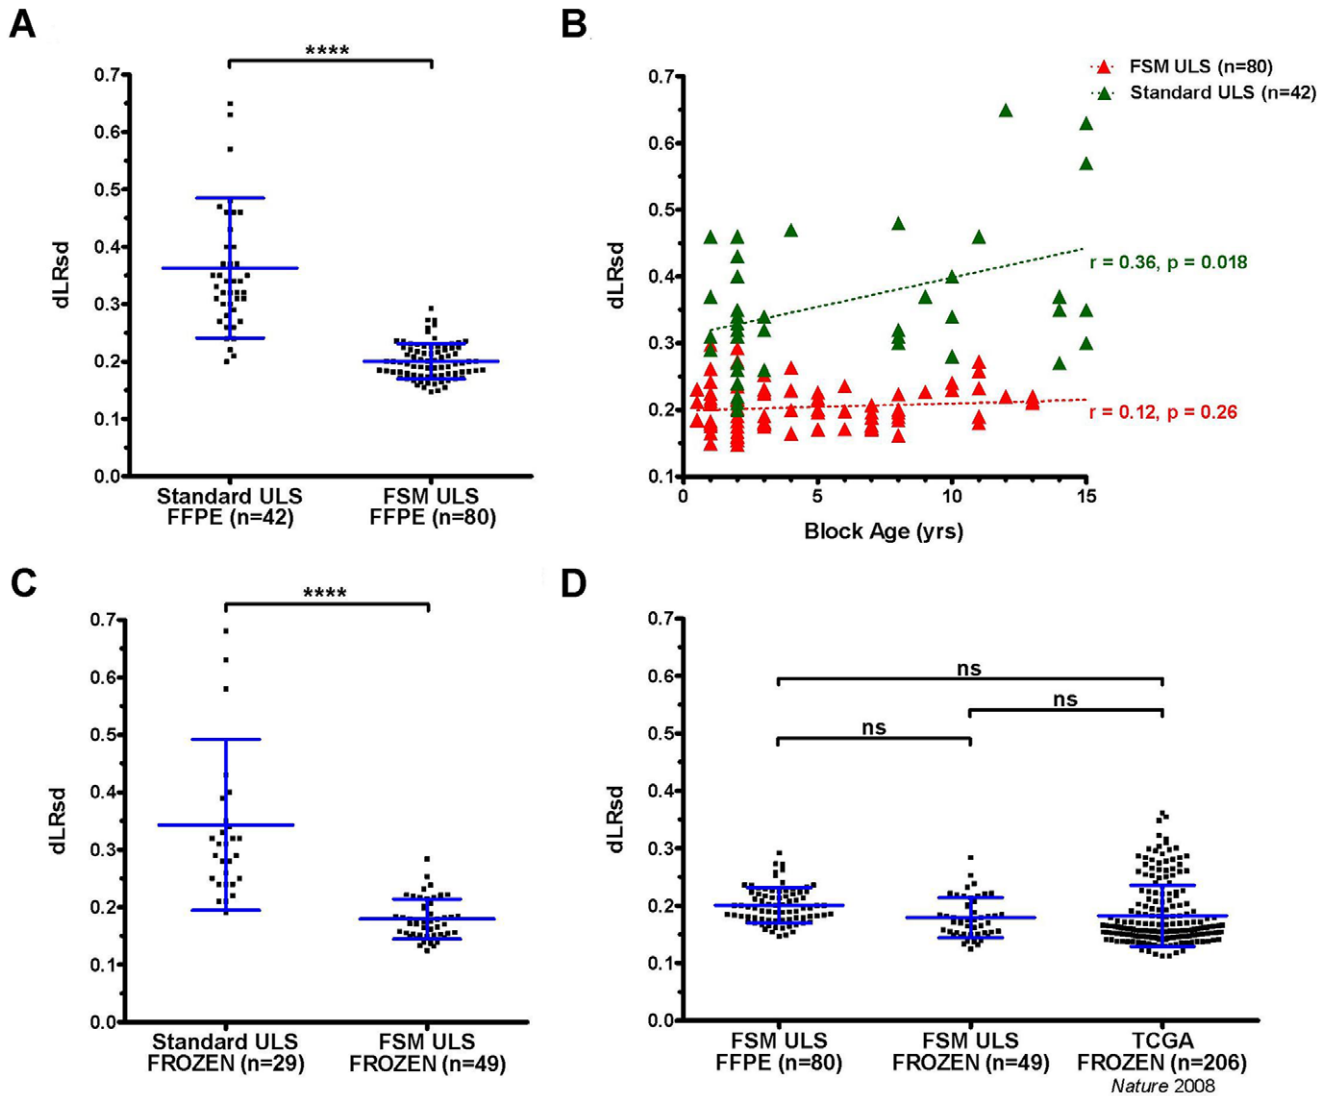 A
****
0.7
0.6
0.5
0.4
0.3
0.2
0.1
0.0
dLRsd
Standard ULS
FFPE (n=42)
FSM ULS
FFPE (n=80)
B
FSM ULS (n=80)
Standard ULS (n=42)
0.7
0.6
0.5
0.4
0.3
0.2
0.1
dLRsd
r = 0.36, p = 0.018
r = 0.12, p = 0.26
0
5
10
15
Block Age (yrs)
C
****
0.7
0.6
0.5
0.4
0.3
0.2
0.1
0.0
dLRsd
Standard ULS
FROZEN (n=29)
FSM ULS
FROZEN (n=49)
D
0.7
0.6
0.5
0.4
0.3
0.2
0.1
0.0
dLRsd
ns
ns
ns
FSM ULS
FFPE (n=80)
FSM ULS
FROZEN (n=49)
TCGA
FROZEN (n=206)
Nature 2008